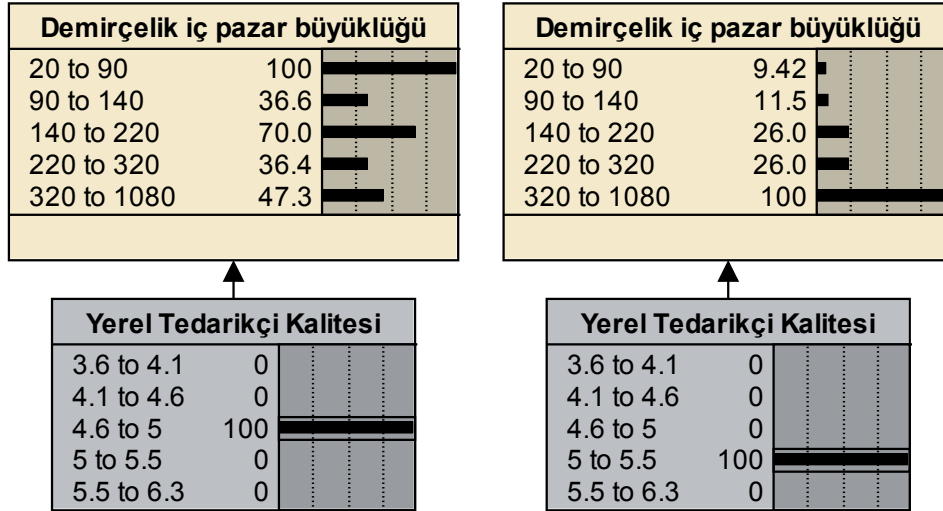 Demirçelik iç pazar büyüklüğü
20 to 90 100
90 to 140 36.6
140 to 220 70.0
220 to 320 36.4
320 to 1080 47.3
Yerel Tedarikçi Kalitesi
3.6 to 4.1 0
4.1 to 4.6 0
4.6 to 5 100
5 to 5.5 0
5.5 to 6.3 0
Demirçelik iç pazar büyüklüğü
20 to 90 9.42
90 to 140 11.5
140 to 220 26.0
220 to 320 26.0
320 to 1080 100
Yerel Tedarikçi Kalitesi
3.6 to 4.1 0
4.1 to 4.6 0
4.6 to 5 0
5 to 5.5 100
5.5 to 6.3 0